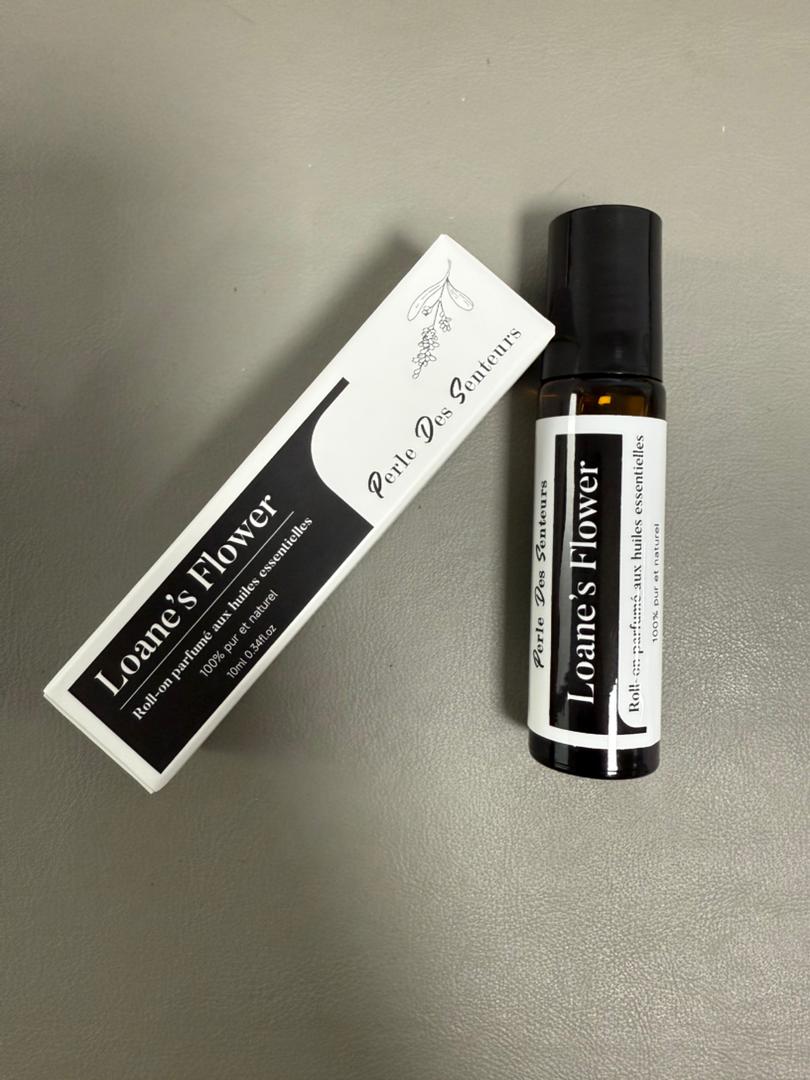 Perle Des Senteurs
Loane's Flower
Roll-on parfumé aux huiles essentielles
100% pur et naturel
10ml 0.34fl.oz
Perle Des Senteurs
Loane's Flower
Roll-on parfumé aux huiles essentielles
100% pur et naturel